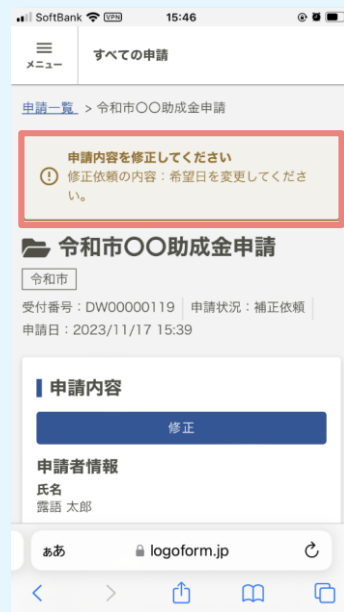 SoftBank VPN 15:46
メニュー すべての申請
申請一覧 > 令和市〇〇助成金申請
申請内容を修正してください
修正依頼の内容：希望日を変更してくださ
い。
令和市〇〇助成金申請
令和市
受付番号：DW00000119 申請状況：補正依頼
申請日：2023/11/17 15:39
申請内容
修正
申請者情報
氏名
露語 太郎
ぁあ logoform.jp